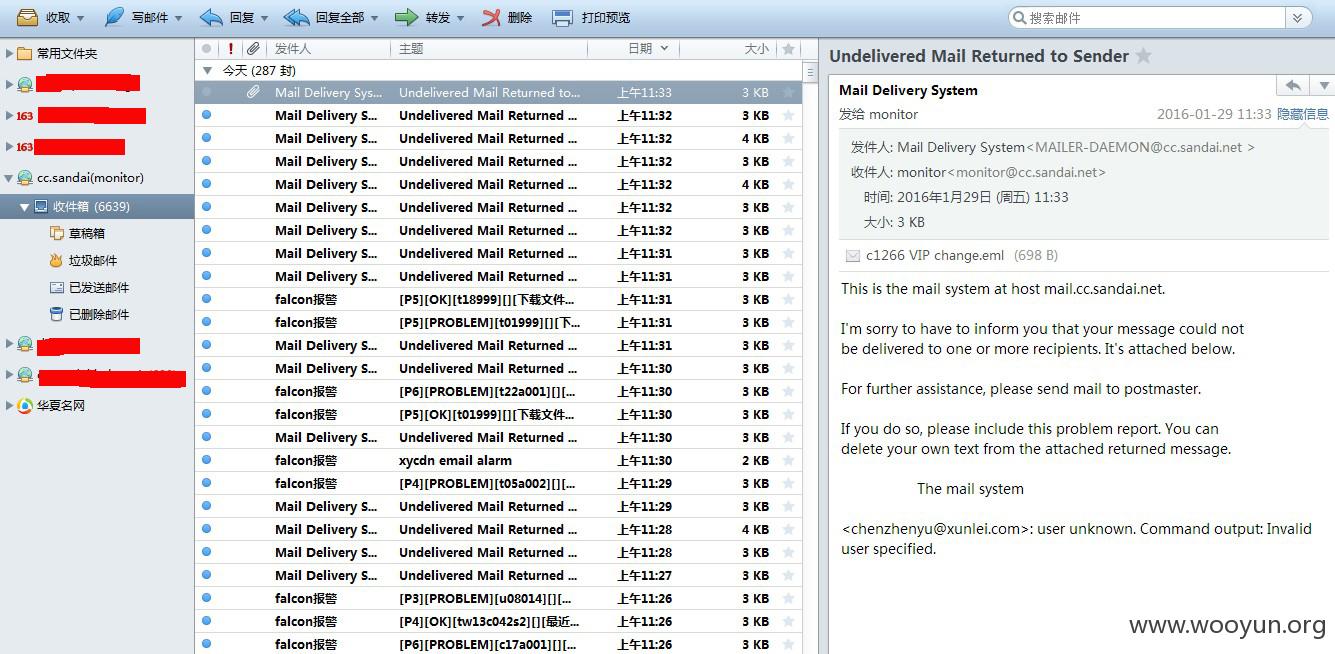 收取 写邮件 回复 回复全部 转发 删除 打印预览 搜索邮件
常用文件夹
163
163
cc.sandai(monitor)
收件箱 (6639)
草稿箱
垃圾邮件
已发送邮件
已删除邮件
华夏名网
! 发件人 主题 日期 大小
今天 (287 封)
Mail Delivery Sys... Undelivered Mail Returned to... 上午11:33 3 KB
Mail Delivery S... Undelivered Mail Returned ... 上午11:32 3 KB
Mail Delivery S... Undelivered Mail Returned ... 上午11:32 4 KB
Mail Delivery S... Undelivered Mail Returned ... 上午11:32 3 KB
Mail Delivery S... Undelivered Mail Returned ... 上午11:32 4 KB
Mail Delivery S... Undelivered Mail Returned ... 上午11:32 3 KB
Mail Delivery S... Undelivered Mail Returned ... 上午11:32 3 KB
Mail Delivery S... Undelivered Mail Returned ... 上午11:31 3 KB
Mail Delivery S... Undelivered Mail Returned ... 上午11:31 3 KB
falcon报警 [P5][OK][t18999][][下载文件... 上午11:31 3 KB
falcon报警 [P5][PROBLEM][t01999][][下... 上午11:31 3 KB
Mail Delivery S... Undelivered Mail Returned ... 上午11:31 3 KB
Mail Delivery S... Undelivered Mail Returned ... 上午11:30 3 KB
falcon报警 [P6][PROBLEM][t22a001][][... 上午11:30 3 KB
falcon报警 [P5][OK][t01999][][下载文件... 上午11:30 3 KB
Mail Delivery S... Undelivered Mail Returned ... 上午11:30 3 KB
falcon报警 xycdn email alarm 上午11:30 2 KB
falcon报警 [P4][PROBLEM][t05a002][][... 上午11:29 3 KB
Mail Delivery S... Undelivered Mail Returned ... 上午11:29 3 KB
Mail Delivery S... Undelivered Mail Returned ... 上午11:28 4 KB
Mail Delivery S... Undelivered Mail Returned ... 上午11:28 3 KB
Mail Delivery S... Undelivered Mail Returned ... 上午11:27 3 KB
falcon报警 [P3][PROBLEM][u08014][][... 上午11:26 3 KB
falcon报警 [P4][OK][tw13c042s2][][最近... 上午11:26 3 KB
falcon报警 [P6][PROBLEM][c17a001][][... 上午11:26 3 KB
Undelivered Mail Returned to Sender
Mail Delivery System
发给 monitor 2016-01-29 11:33 隐藏信息
发件人: Mail Delivery System<MAILER-DAEMON@cc.sandai.net >
收件人: monitor<monitor@cc.sandai.net>
时间: 2016年1月29日 (周五) 11:33
大小: 3 KB
c1266 VIP change.eml (698 B)
This is the mail system at host mail.cc.sandai.net.
I'm sorry to have to inform you that your message could not
be delivered to one or more recipients. It's attached below.
For further assistance, please send mail to postmaster.
If you do so, please include this problem report. You can
delete your own text from the attached returned message.
The mail system
<chenzhenyu@xunlei.com>: user unknown. Command output: Invalid
user specified.
www.wooyun.org